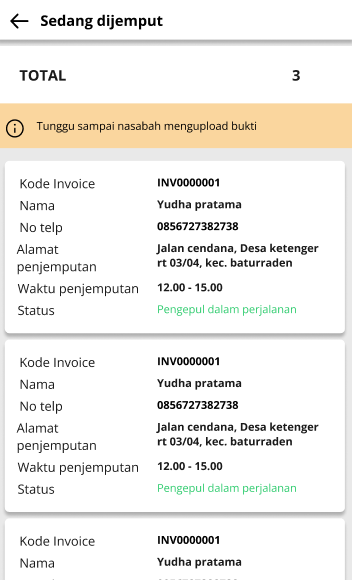 Sedang dijemput
TOTAL 3
Tunggu sampai nasabah mengupload bukti
Kode Invoice INV0000001
Nama Yudha pratama
No telp 0856727382738
Alamat penjemputan Jalan cendana, Desa ketenger
rt 03/04, kec. baturraden
Waktu penjemputan 12.00 - 15.00
Status Pengepul dalam perjalanan
Kode Invoice INV0000001
Nama Yudha pratama
No telp 0856727382738
Alamat penjemputan Jalan cendana, Desa ketenger
rt 03/04, kec. baturraden
Waktu penjemputan 12.00 - 15.00
Status Pengepul dalam perjalanan
Kode Invoice INV0000001
Nama Yudha pratama